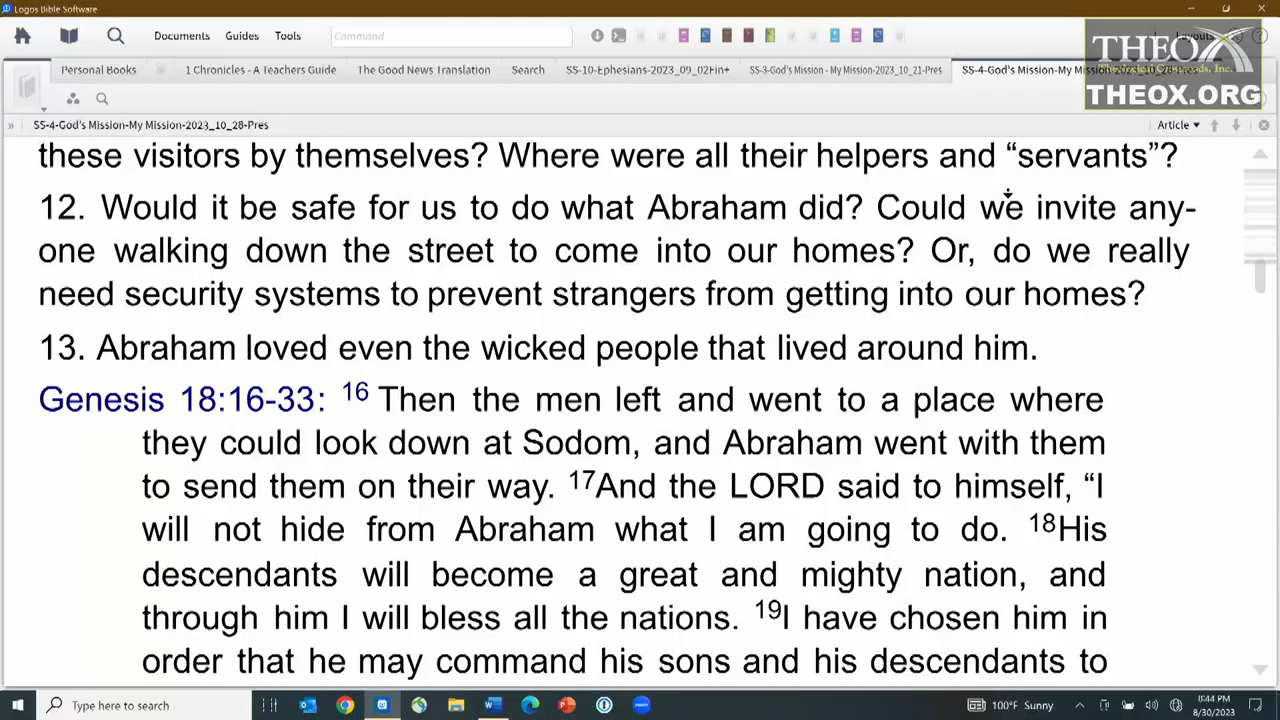 Logos Bible Software
Documents Guides Tools Command Layouts
THEOX
Theological Crossroads, Inc.
THEOX.ORG
Personal Books 1 Chronicles - A Teachers Guide The Good News Translation Search SS-10-Ephesians-2023_09_02Fin+ SS-3-God's Mission - My Mission-2023_10_21-Pres SS-4-God's Mission-My Mis
» SS-4-God's Mission-My Mission-2023_10_28-Pres Article
these visitors by themselves? Where were all their helpers and “servants”?
12. Would it be safe for us to do what Abraham did? Could we invite any-
one walking down the street to come into our homes? Or, do we really
need security systems to prevent strangers from getting into our homes?
13. Abraham loved even the wicked people that lived around him.
Genesis 18:16-33: 16 Then the men left and went to a place where
they could look down at Sodom, and Abraham went with them
to send them on their way. 17And the LORD said to himself, “I
will not hide from Abraham what I am going to do. 18His
descendants will become a great and mighty nation, and
through him I will bless all the nations. 19I have chosen him in
order that he may command his sons and his descendants to
Type here to search 100°F Sunny 8:44 PM
8/30/2023